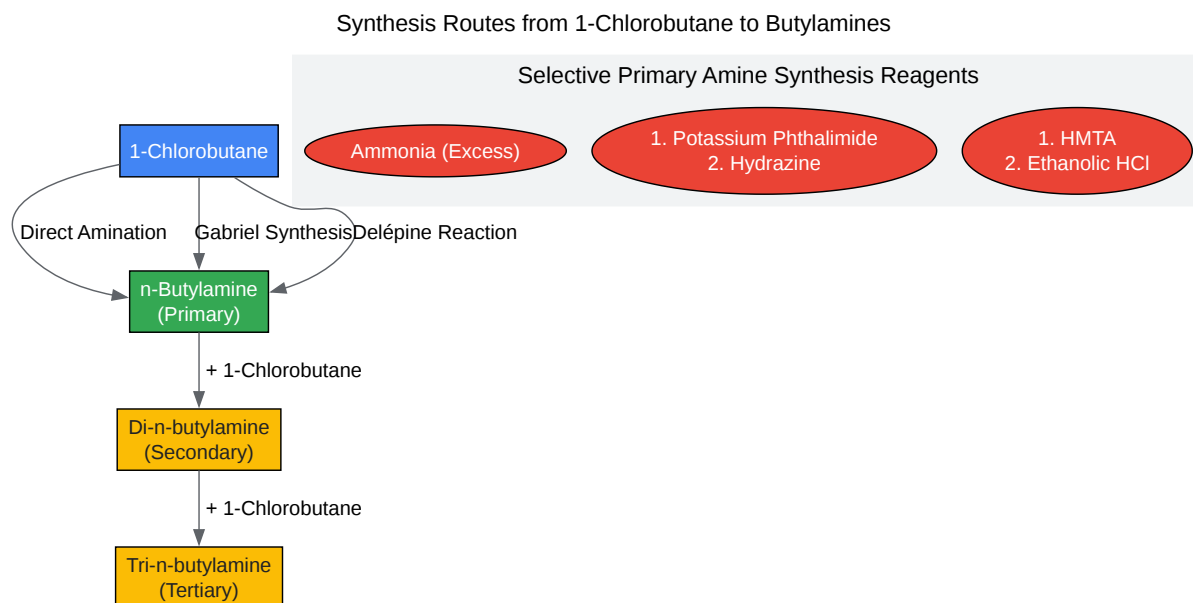 Synthesis Routes from 1-Chlorobutane to Butylamines
Selective Primary Amine Synthesis Reagents
1-Chlorobutane
Ammonia (Excess)
1. Potassium Phthalimide
2. Hydrazine
1. HMTA
2. Ethanolic HCl
Direct Amination
Gabriel Synthesis
Delépine Reaction
n-Butylamine
(Primary)
+ 1-Chlorobutane
Di-n-butylamine
(Secondary)
+ 1-Chlorobutane
Tri-n-butylamine
(Tertiary)